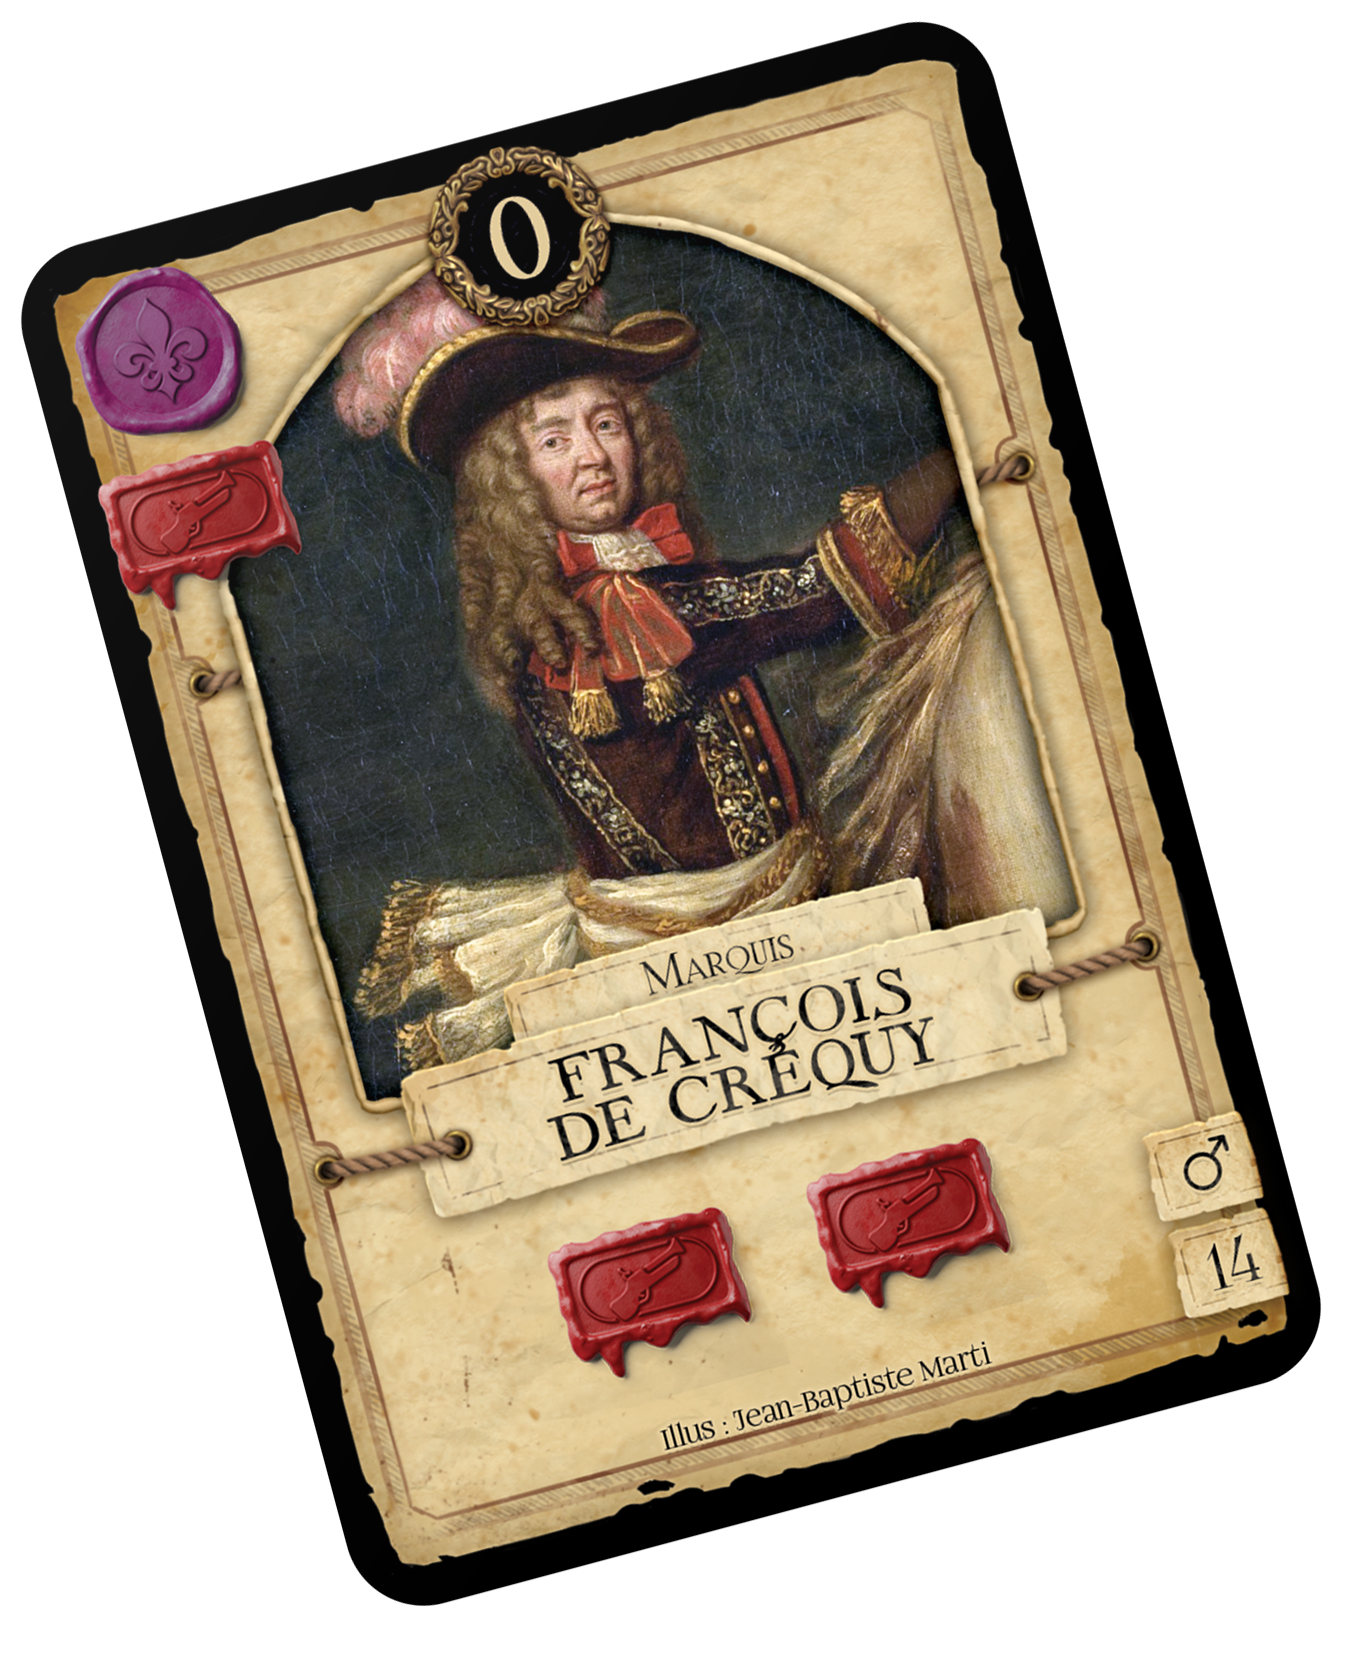 0
Marquis
FRANÇOIS
DE CRÉQUY
♂
14
Illus : Jean-Baptiste Marti